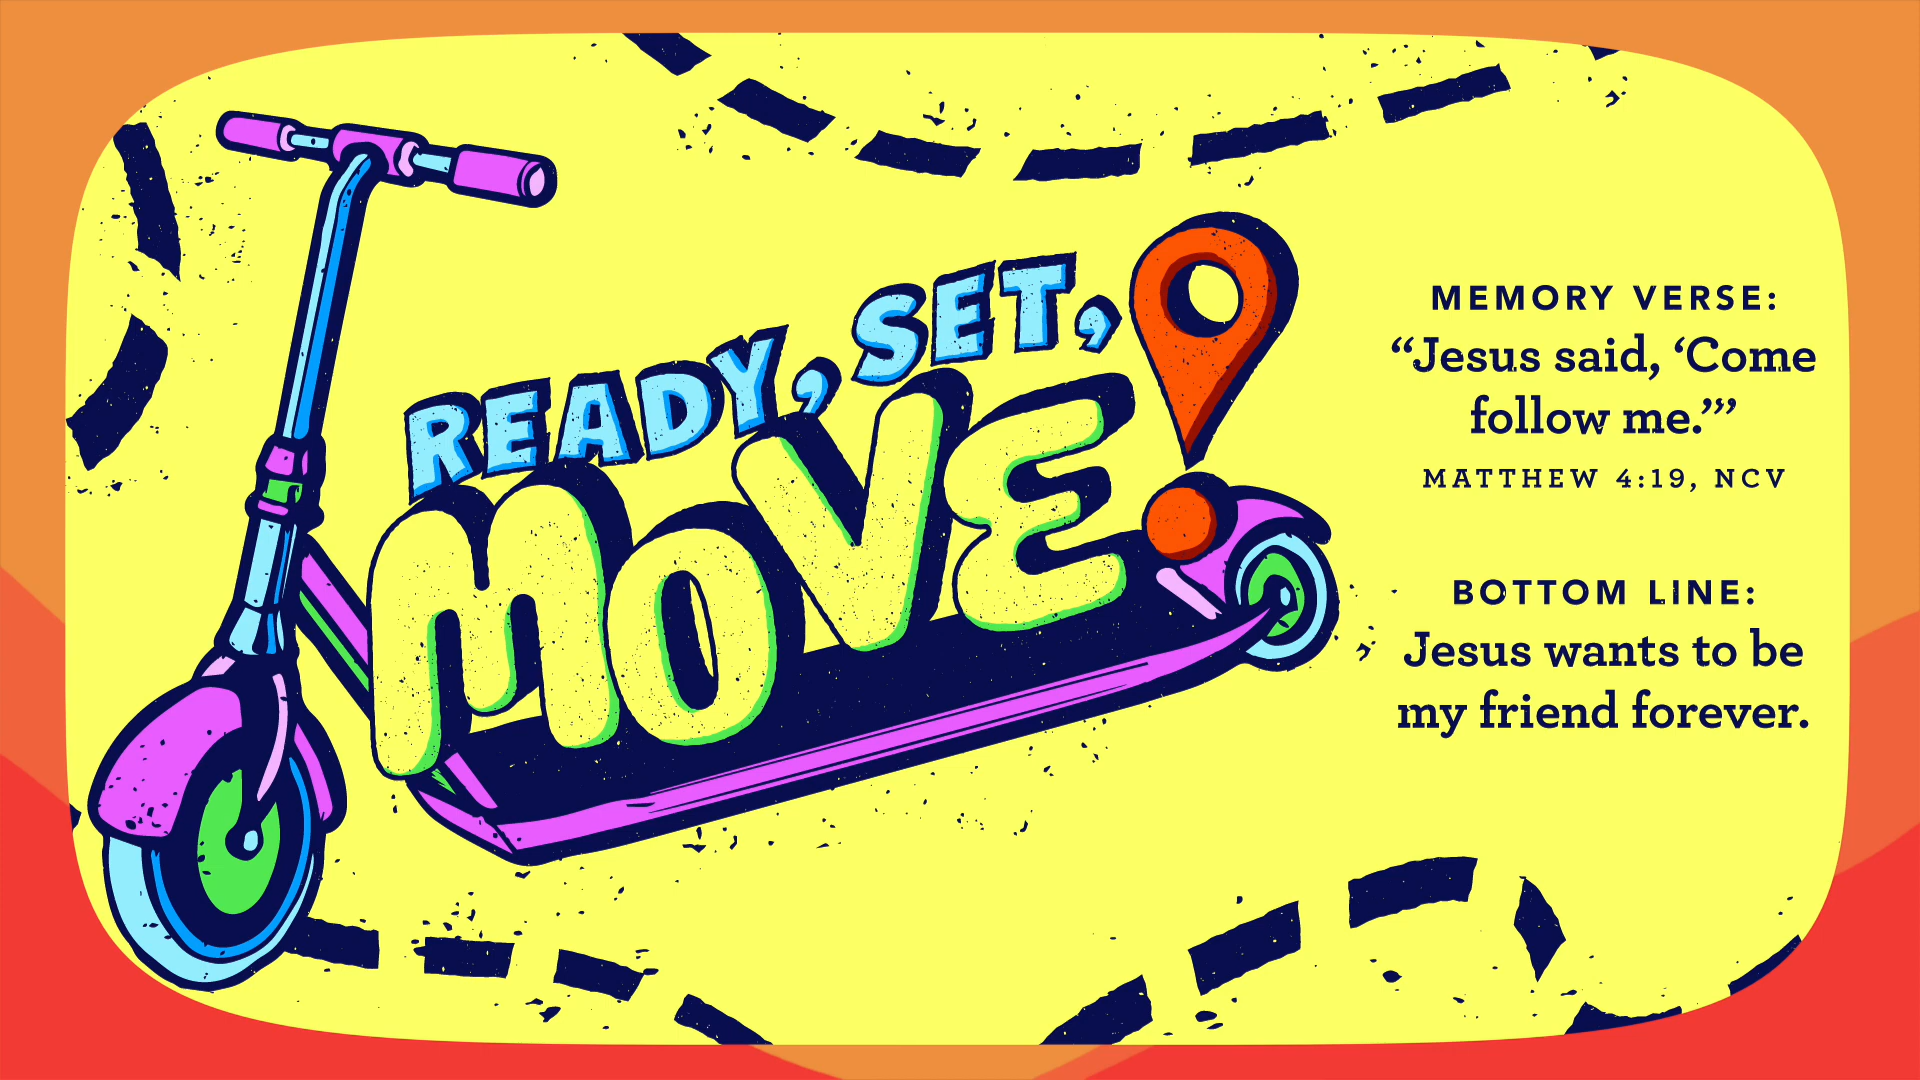 READY, SET,
MOVE
MEMORY VERSE:
“Jesus said, ‘Come
follow me.’”
MATTHEW 4:19, NCV
BOTTOM LINE:
Jesus wants to be
my friend forever.